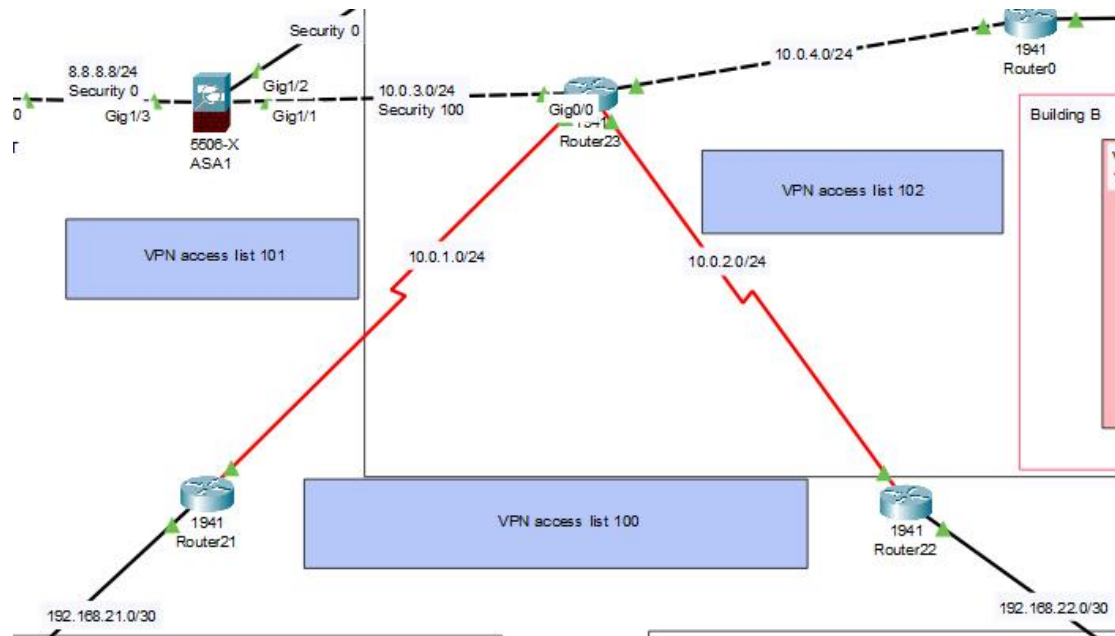 Security 0
8.8.8.8/24
Security 0
Gig1/2
Gig1/3
Gig1/1
5506-X
ASA1
10.0.3.0/24
Security 100
Gig0/0
1941
Router23
10.0.4.0/24
1941
Router0
Building B
VPN access list 102
VPN access list 101
10.0.1.0/24
10.0.2.0/24
VPN access list 100
1941
Router21
1941
Router22
192.168.21.0/30
192.168.22.0/30